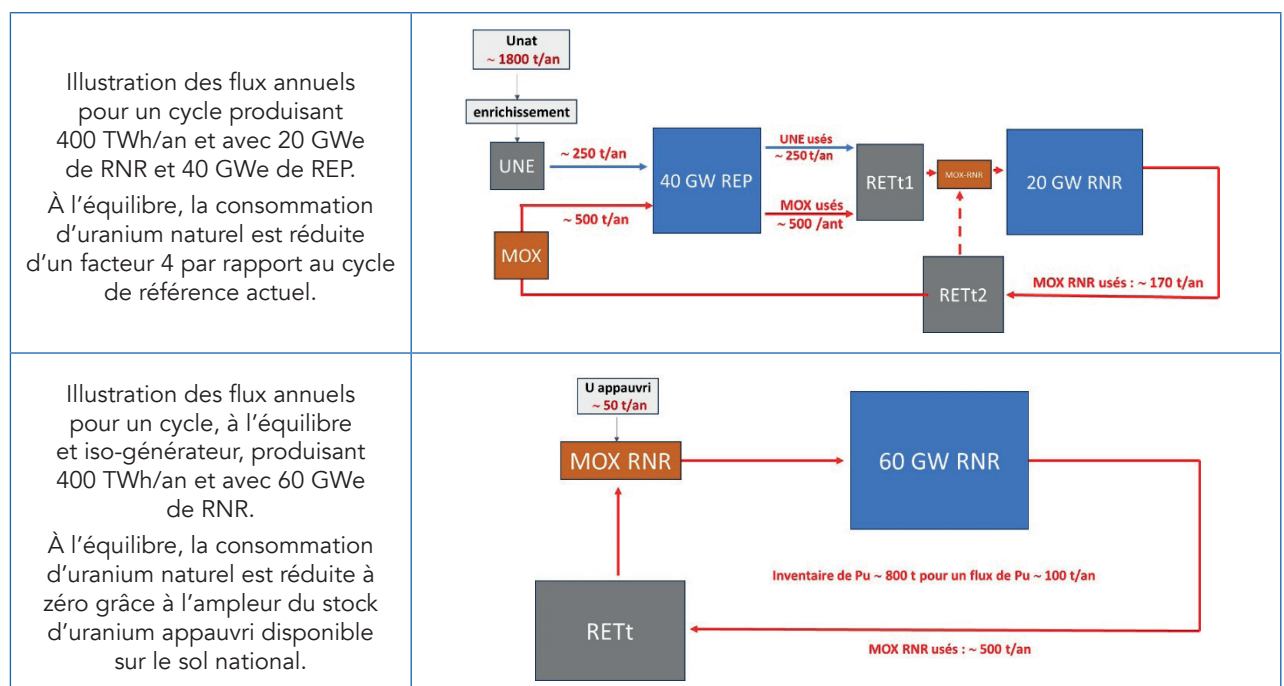 Illustration des flux annuels
pour un cycle produisant
400 TWh/an et avec 20 GWe
de RNR et 40 GWe de REP.
À l'équilibre, la consommation
d'uranium naturel est réduite
d'un facteur 4 par rapport au cycle
de référence actuel.
Unat
~ 1800 t/an
enrichissement
UNE
~ 250 t/an
40 GW REP
UNE usés
~ 250 t/an
RETt1
MOX-RNR
20 GW RNR
~ 500 t/an
MOX usés
~ 500 /ant
MOX
RETt2
MOX RNR usés : ~ 170 t/an
Illustration des flux annuels
pour un cycle, à l'équilibre
et iso-générateur, produisant
400 TWh/an et avec 60 GWe
de RNR.
À l'équilibre, la consommation
d'uranium naturel est réduite à
zéro grâce à l'ampleur du stock
d'uranium appauvri disponible
sur le sol national.
U appauvri
~ 50 t/an
MOX RNR
60 GW RNR
Inventaire de Pu ~ 800 t pour un flux de Pu ~ 100 t/an
RETt
MOX RNR usés : ~ 500 t/an